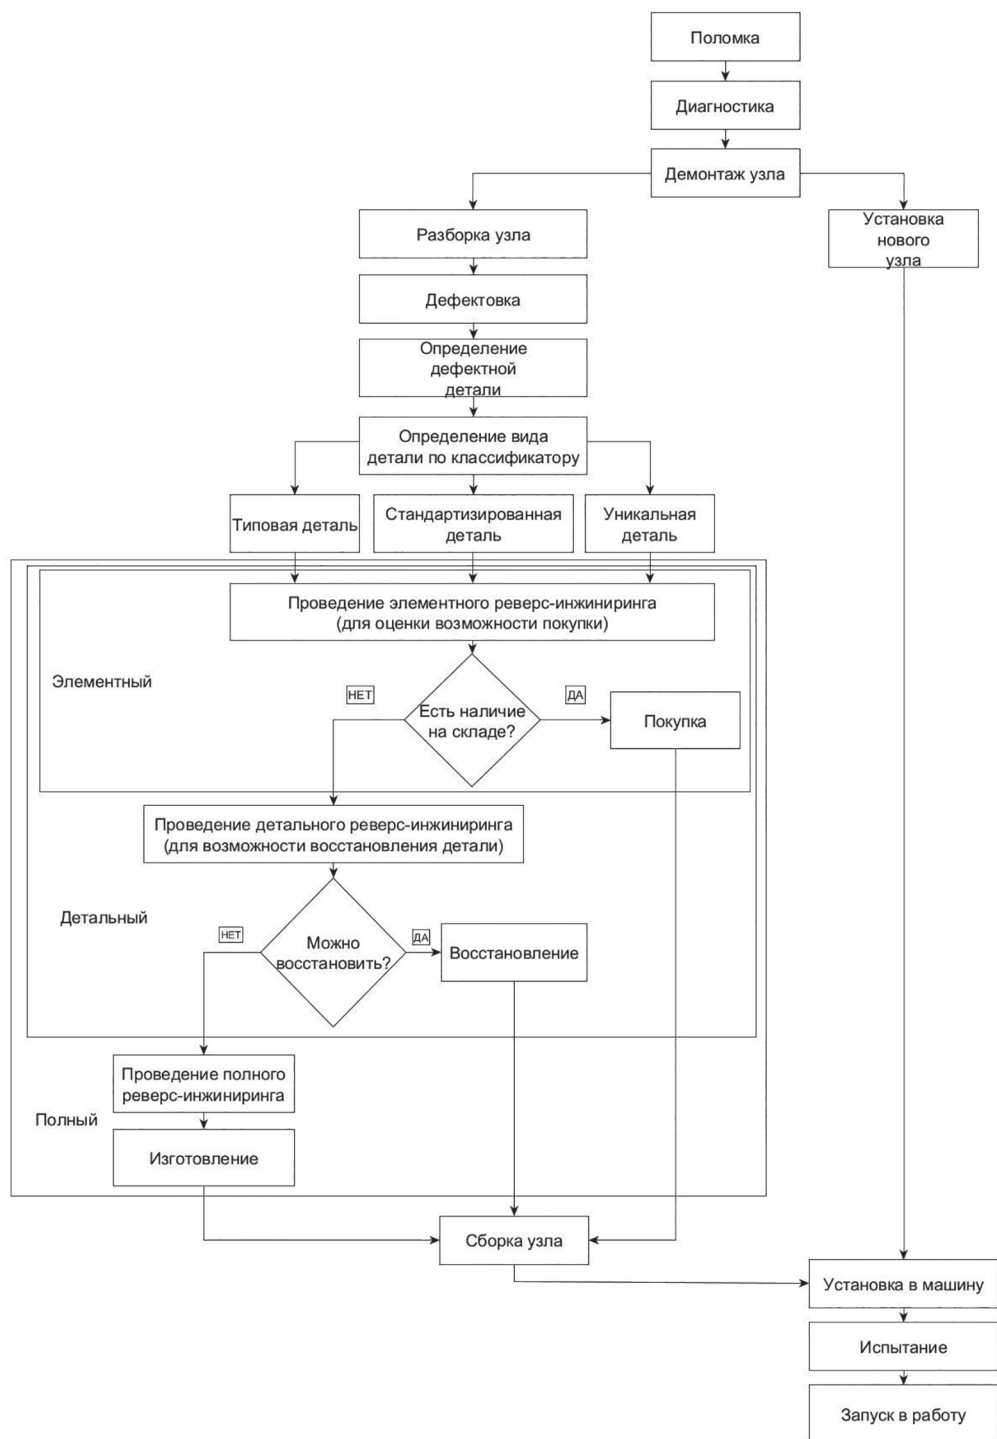 Поломка
Диагностика
Демонтаж узла
Разборка узла
Установка
нового
узла
Дефектовка
Определение
дефектной
детали
Определение вида
детали по классификатору
Типовая деталь
Стандартизированная
деталь
Уникальная
деталь
Проведение элементного реверс-инжиниринга
(для оценки возможности покупки)
Элементный
НЕТ
ДА
Есть наличие
на складе?
Покупка
Проведение детального реверс-инжиниринга
(для возможности восстановления детали)
Детальный
НЕТ
ДА
Можно
восстановить?
Восстановление
Проведение полного
реверс-инжиниринга
Полный
Изготовление
Сборка узла
Установка в машину
Испытание
Запуск в работу